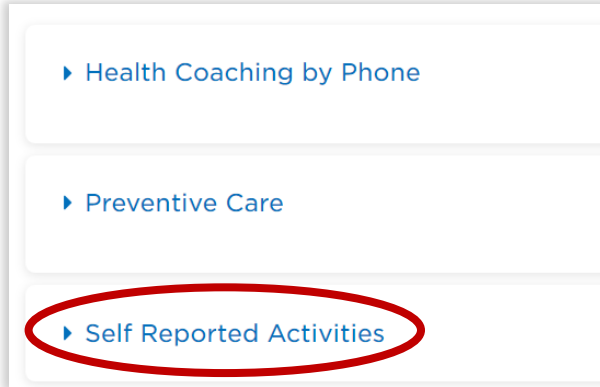 Health Coaching by Phone
Preventive Care
Self Reported Activities